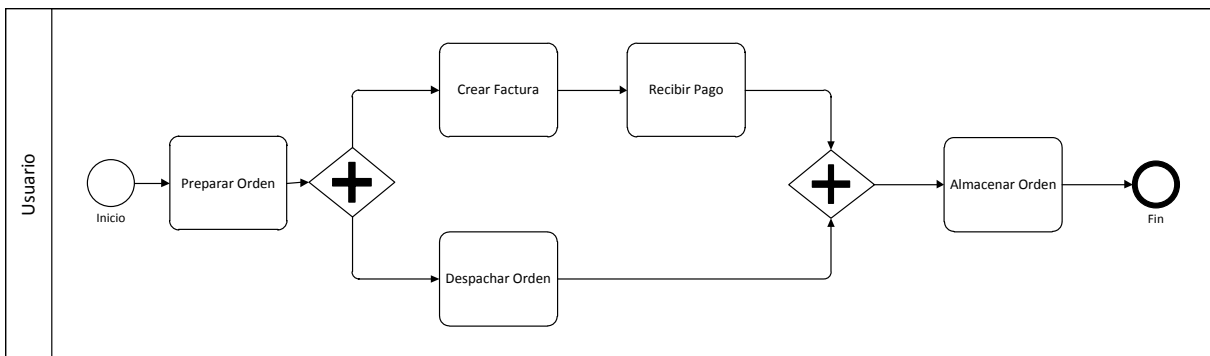 Usuario
Inicio
Preparar Orden
Crear Factura
Recibir Pago
Despachar Orden
Almacenar Orden
Fin